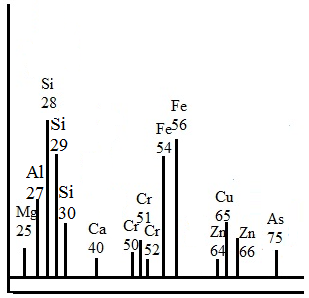 Si
28
Si
29
Al
27
Si
30
Mg
25
Ca
40
Cr
50
Cr
51
Cr
52
Fe
54
Fe
56
Zn
64
Cu
65
Zn
66
As
75